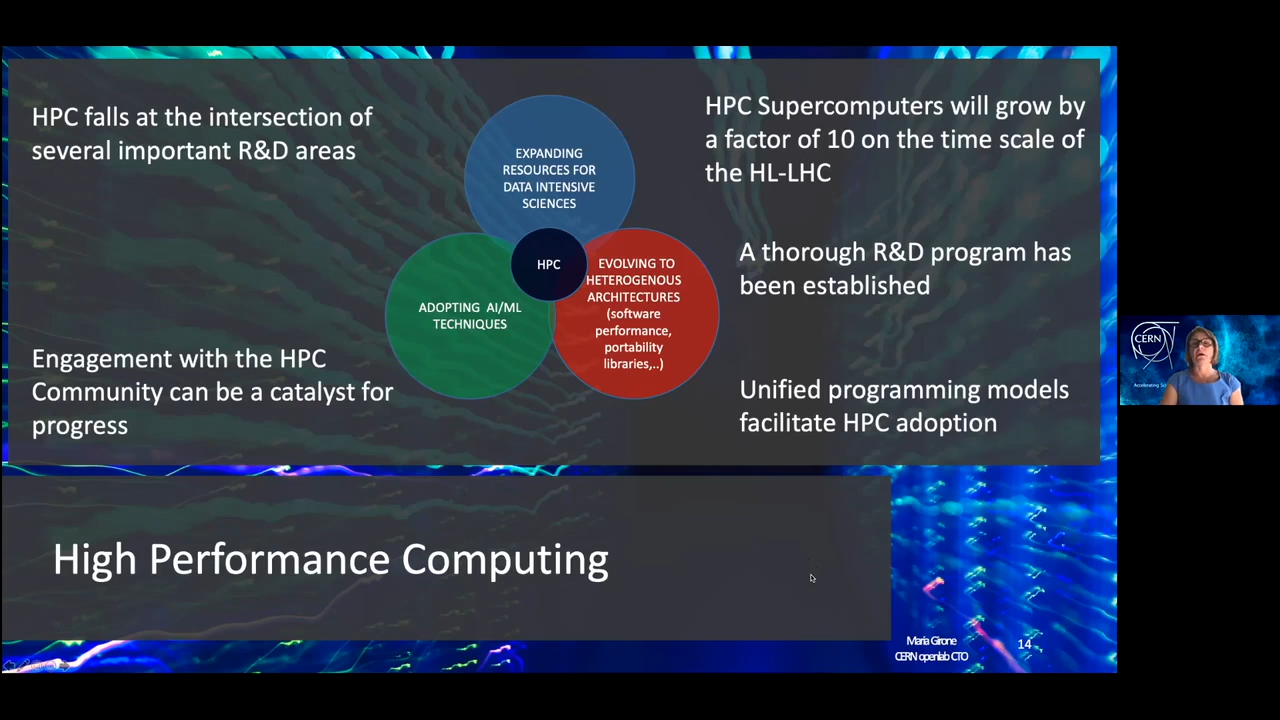 HPC falls at the intersection of
several important R&D areas
Engagement with the HPC
Community can be a catalyst for
progress
EXPANDING
RESOURCES FOR
DATA INTENSIVE
SCIENCES
HPC
ADOPTING AI/ML
TECHNIQUES
EVOLVING TO
HETEROGENOUS
ARCHITECTURES
(software
performance,
portability
libraries,..)
HPC Supercomputers will grow by
a factor of 10 on the time scale of
the HL-LHC
A thorough R&D program has
been established
Unified programming models
facilitate HPC adoption
High Performance Computing
Maria Girone
CERN openlab CTO
14
CERN
Accelerating